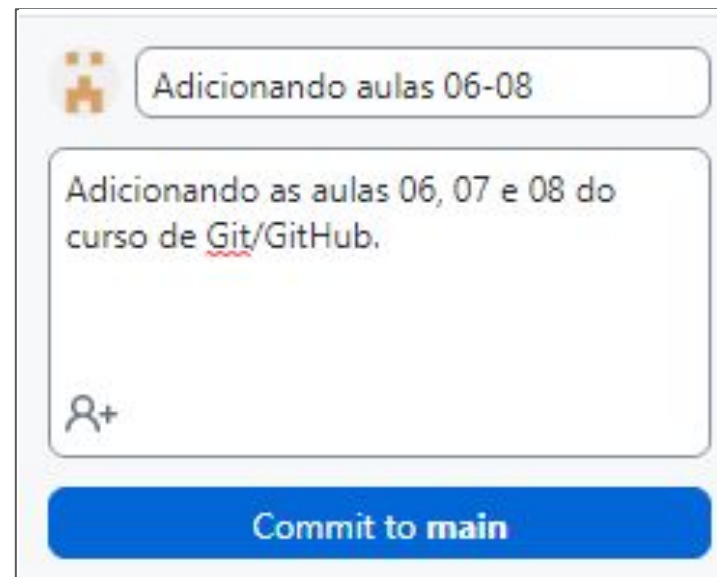 Adicionando aulas 06-08
Adicionando as aulas 06, 07 e 08 do
curso de Git/GitHub.
Commit to main